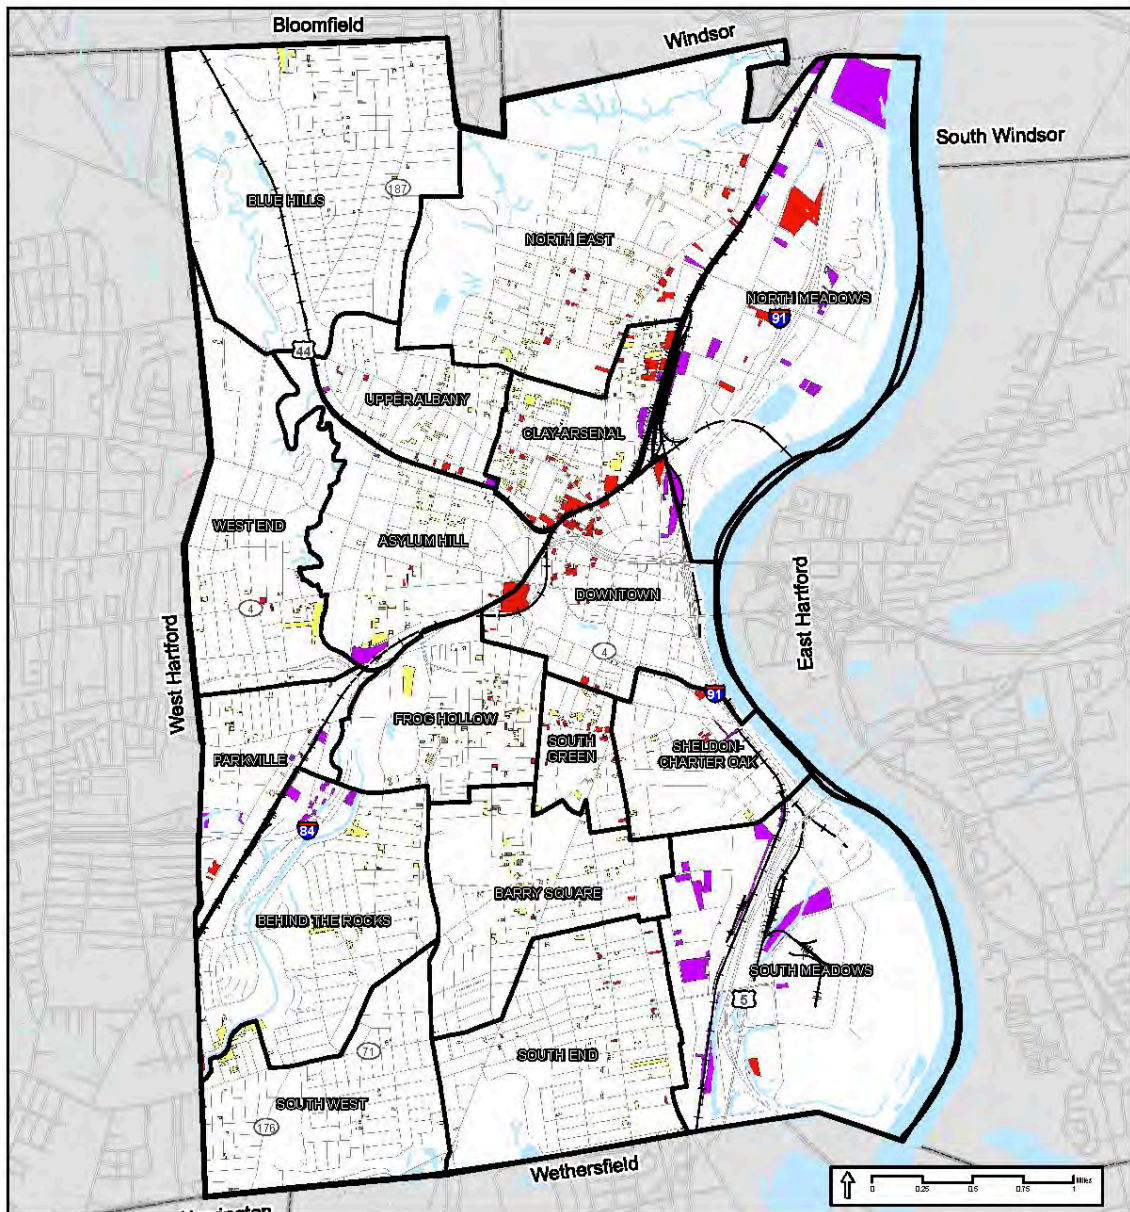 Bloomfield
Windsor
South Windsor
BLUE HILLS
187
NORTH EAST
NORTH MEADOWS
91
44
UPPER ALBANY
CLAY-ARSENAL
WEST END
ASYLUM HILL
4
DOWNTOWN
West Hartford
East Hartford
4
91
FROG HOLLOW
SOUTH
GREEN
SHELDON-
CHARTER OAK
PARKVILLE
84
BARRY SQUARE
BEHIND THE ROCKS
SOUTH MEADOWS
5
71
SOUTH END
SOUTH WEST
176
Wethersfield
Miles
0 0.25 0.5 0.75 1